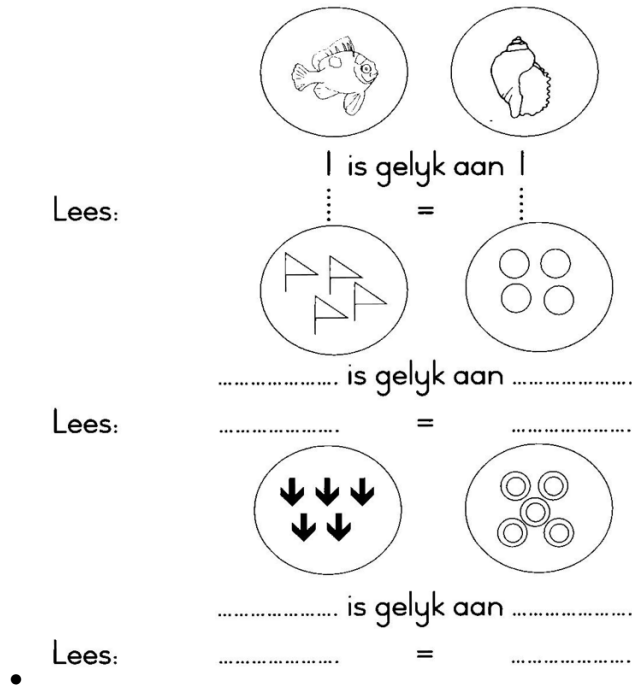 1 is gelyk aan 1
Lees: ...... = ......
..................... is gelyk aan .....................
Lees: ..................... = .....................
..................... is gelyk aan .....................
Lees: ..................... = .....................